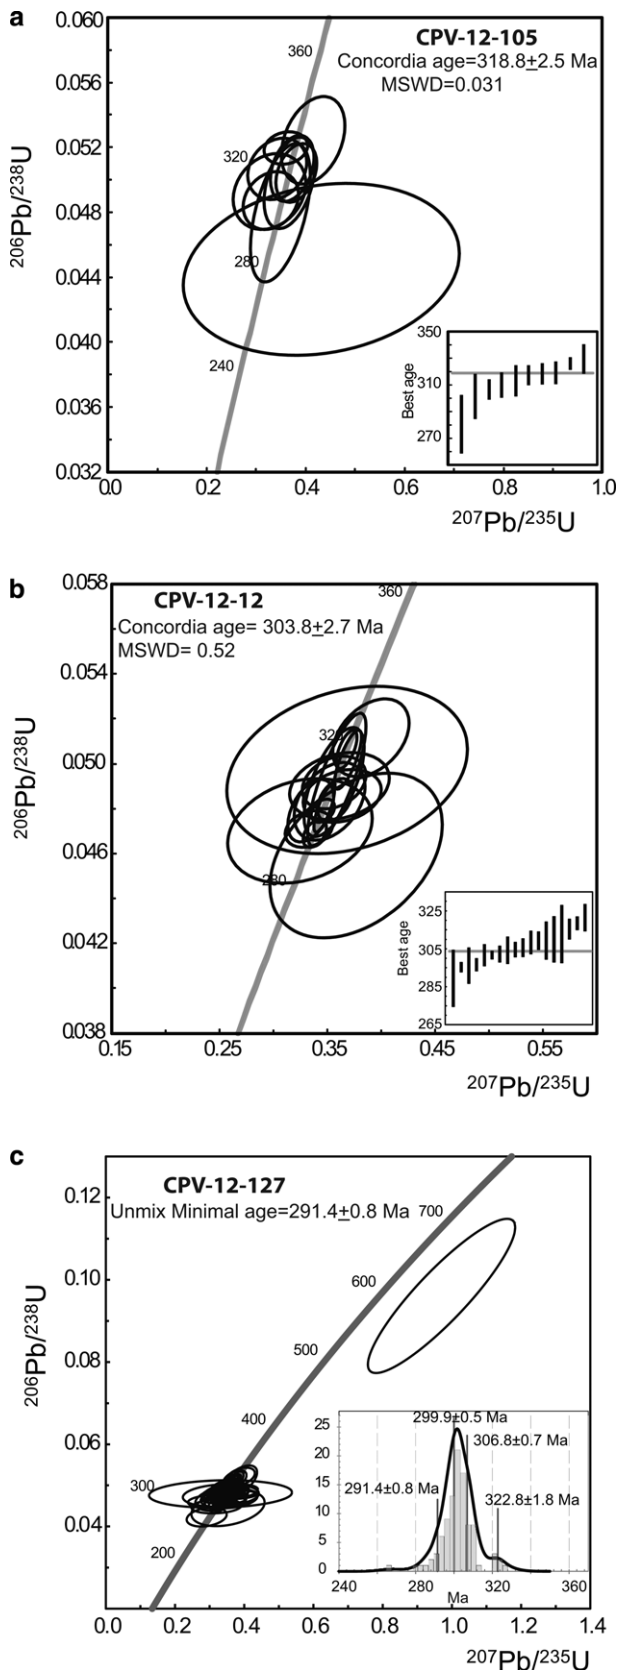 a
CPV-12-105
Concordia age=318.8±2.5 Ma
MSWD=0.031
0.060
0.056
0.052
0.048
0.044
0.040
0.036
0.032
206Pb/238U
360
320
280
240
350
310
270
Best age
0.0
0.2
0.4
0.6
0.8
1.0
207Pb/235U
b
CPV-12-12
Concordia age= 303.8±2.7 Ma
MSWD= 0.52
0.058
0.054
0.050
0.046
0.042
0.038
206Pb/238U
360
320
280
325
305
285
265
Best age
0.15
0.25
0.35
0.45
0.55
207Pb/235U
c
CPV-12-127
Unmix Minimal age=291.4±0.8 Ma
0.12
0.10
0.08
0.06
0.04
206Pb/238U
700
600
500
400
300
200
299.9±0.5 Ma
306.8±0.7 Ma
291.4±0.8 Ma
322.8±1.8 Ma
25
20
15
10
5
0
240
280
320
360
Ma
0.0
0.2
0.4
0.6
0.8
1.0
1.2
1.4
207Pb/235U